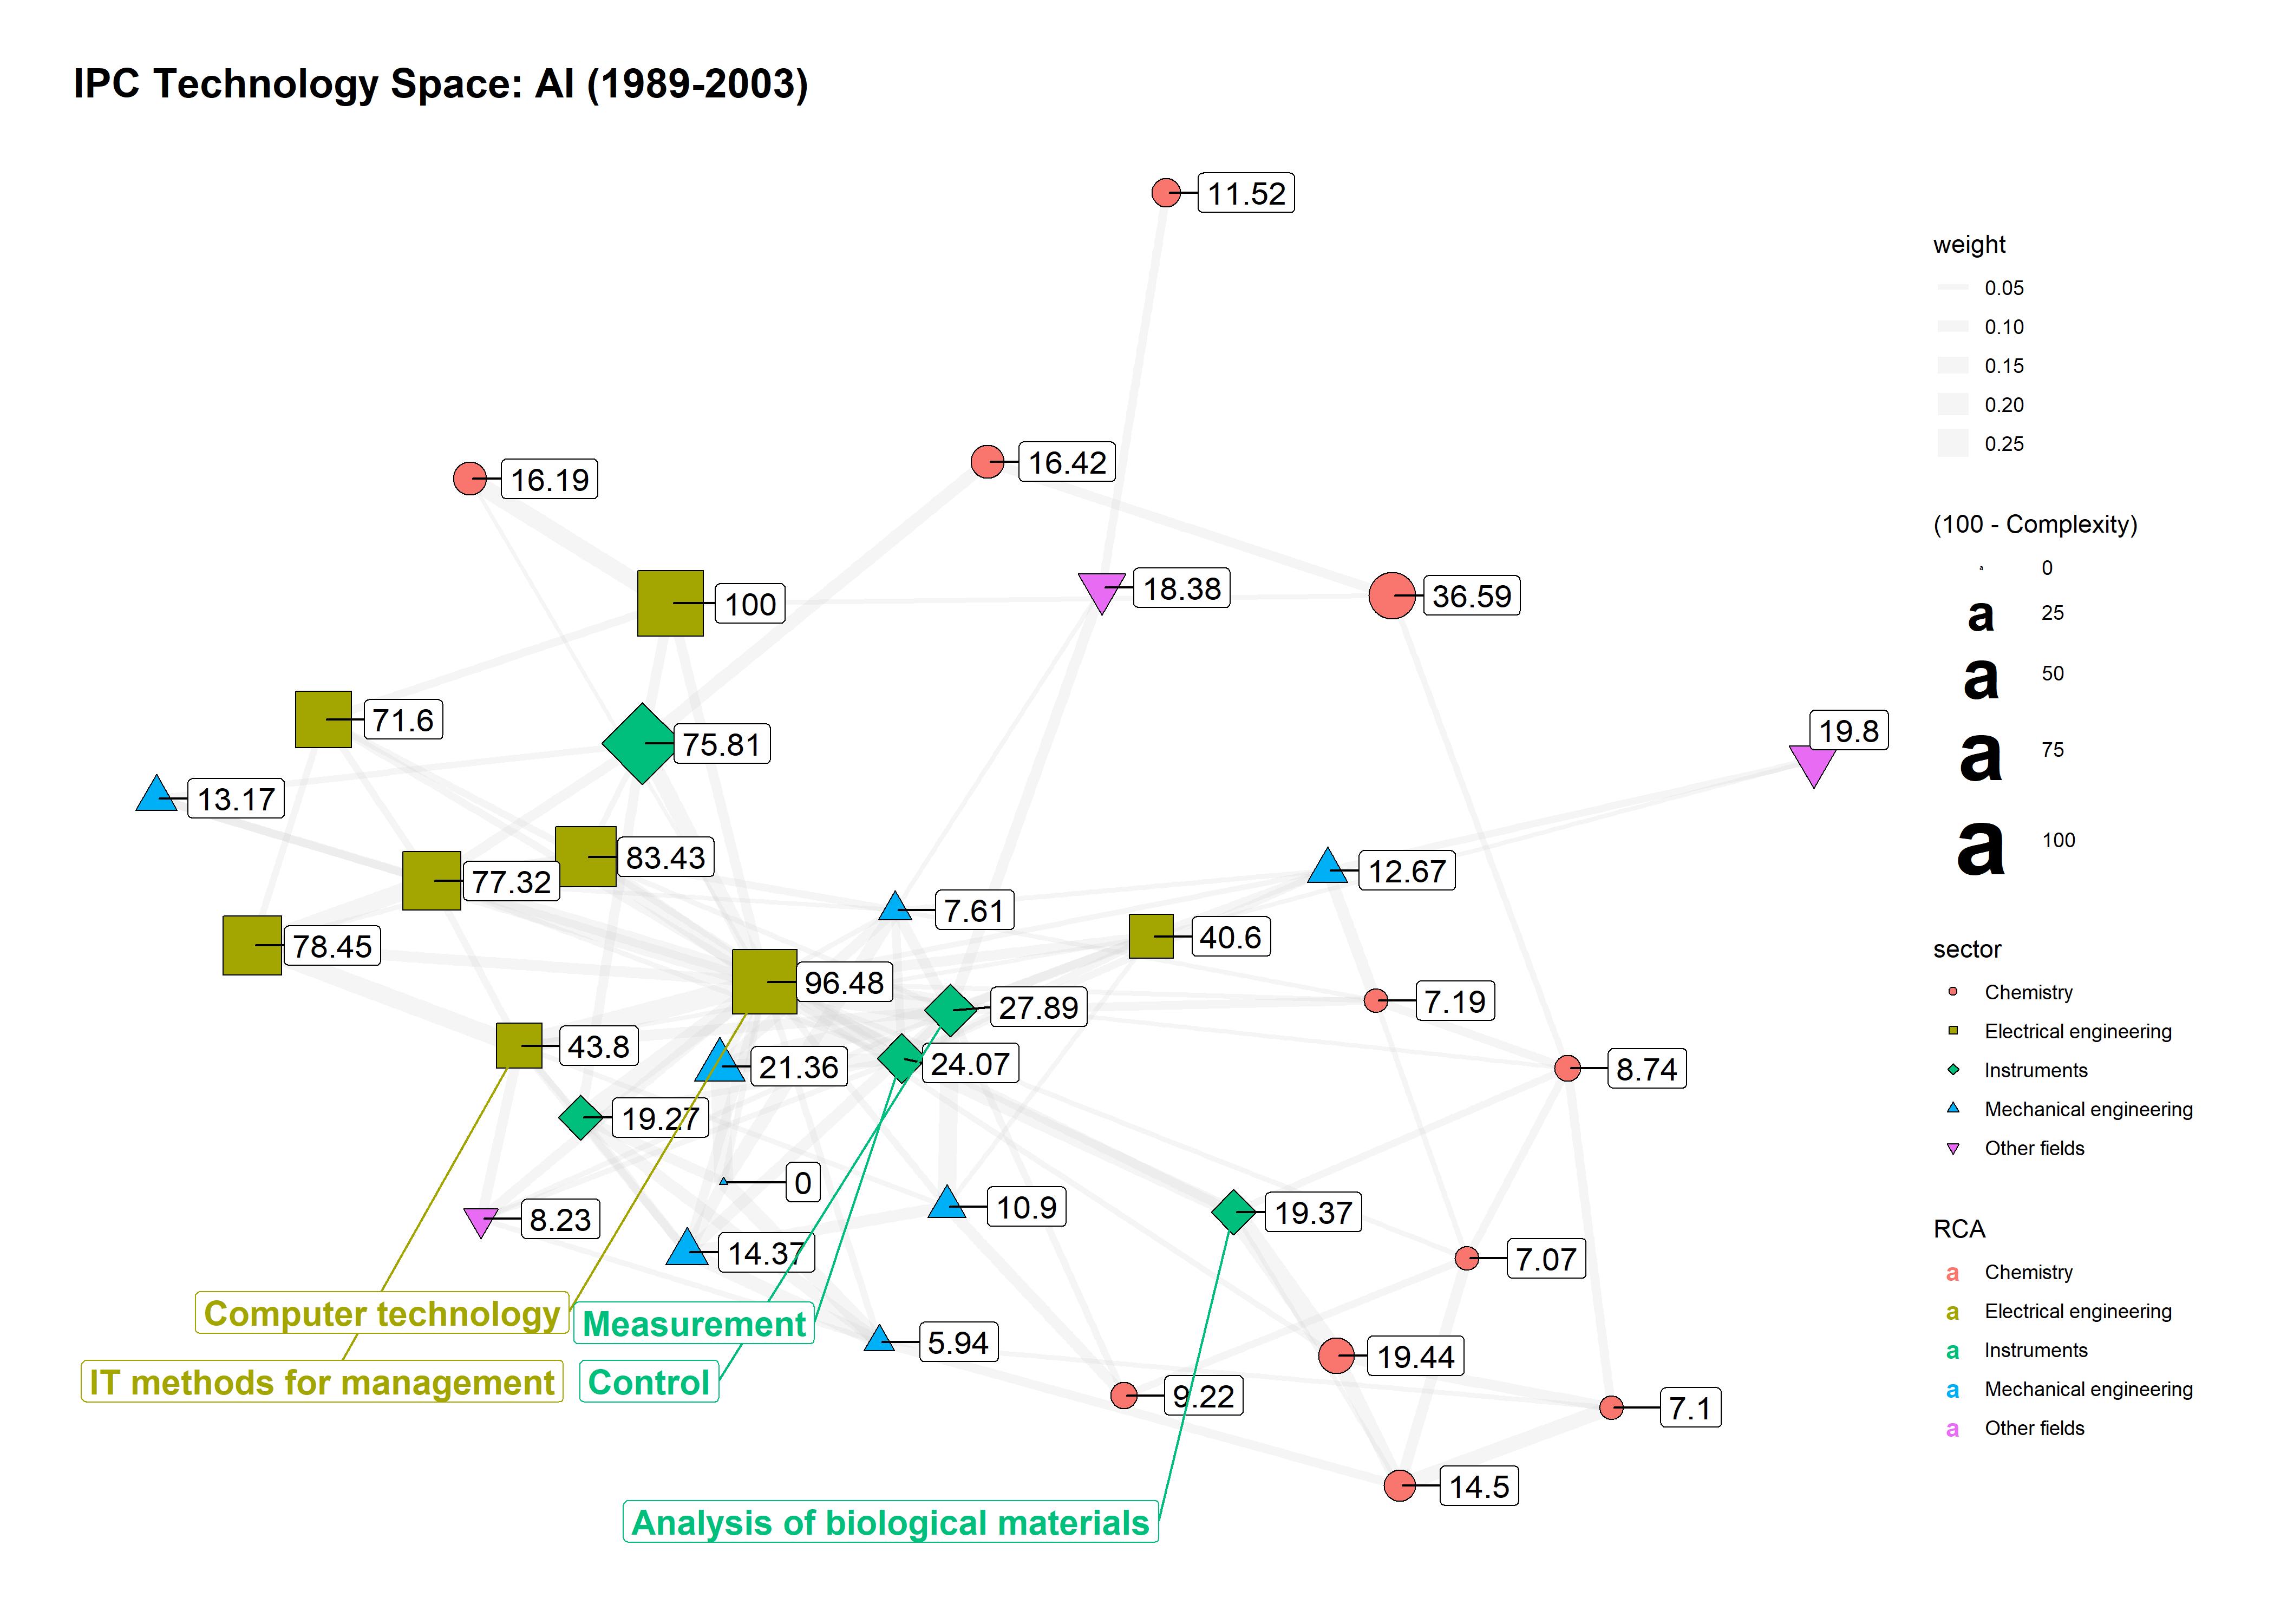 IPC Technology Space: AI (1989-2003)
11.52
16.42
16.19
18.38
36.59
100
71.6
75.81
19.8
13.17
83.43
77.32
12.67
7.61
40.6
78.45
96.48
27.89
7.19
43.8
21.36
24.07
8.74
19.27
0
10.9
19.37
8.23
14.37
7.07
Computer technology
Measurement
5.94
19.44
IT methods for management
Control
9.22
7.1
14.5
Analysis of biological materials
weight
0.05
0.10
0.15
0.20
0.25
(100 - Complexity)
a 0
a 25
a 50
a 75
a 100
sector
Chemistry
Electrical engineering
Instruments
Mechanical engineering
Other fields
RCA
a Chemistry
a Electrical engineering
a Instruments
a Mechanical engineering
a Other fields